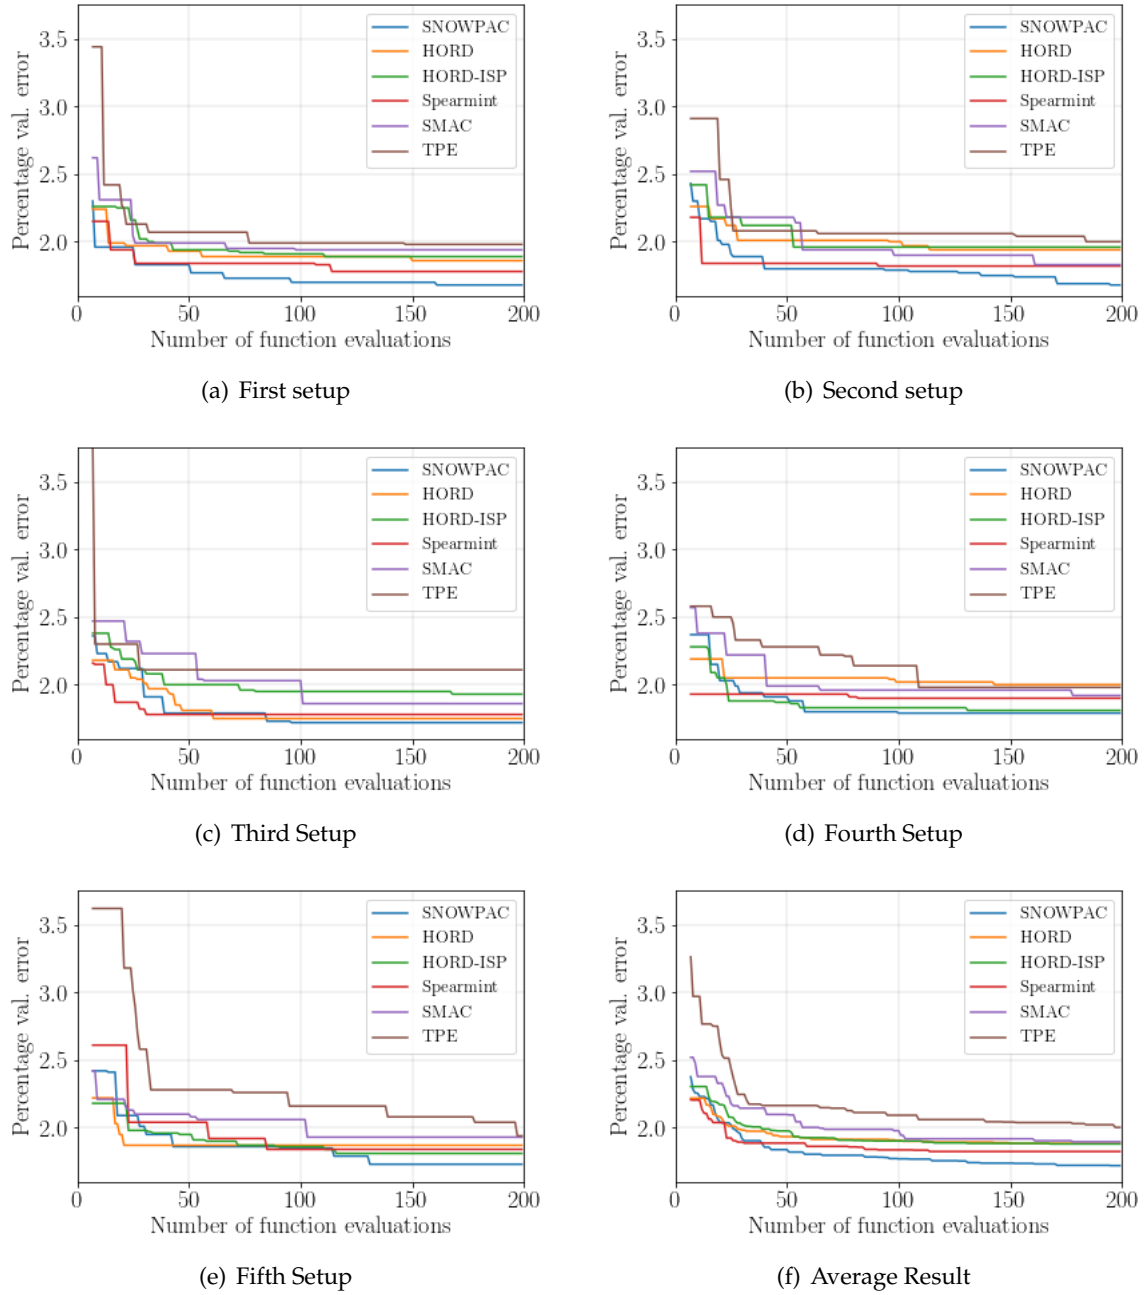 Percentage val. error
3.5
3.0
2.5
2.0
0 50 100 150 200
Number of function evaluations
SNOWPAC
HORD
HORD-ISP
Spearmint
SMAC
TPE
(a) First setup
Percentage val. error
3.5
3.0
2.5
2.0
0 50 100 150 200
Number of function evaluations
SNOWPAC
HORD
HORD-ISP
Spearmint
SMAC
TPE
(b) Second setup
Percentage val. error
3.5
3.0
2.5
2.0
0 50 100 150 200
Number of function evaluations
SNOWPAC
HORD
HORD-ISP
Spearmint
SMAC
TPE
(c) Third Setup
Percentage val. error
3.5
3.0
2.5
2.0
0 50 100 150 200
Number of function evaluations
SNOWPAC
HORD
HORD-ISP
Spearmint
SMAC
TPE
(d) Fourth Setup
Percentage val. error
3.5
3.0
2.5
2.0
0 50 100 150 200
Number of function evaluations
SNOWPAC
HORD
HORD-ISP
Spearmint
SMAC
TPE
(e) Fifth Setup
Percentage val. error
3.5
3.0
2.5
2.0
0 50 100 150 200
Number of function evaluations
SNOWPAC
HORD
HORD-ISP
Spearmint
SMAC
TPE
(f) Average Result